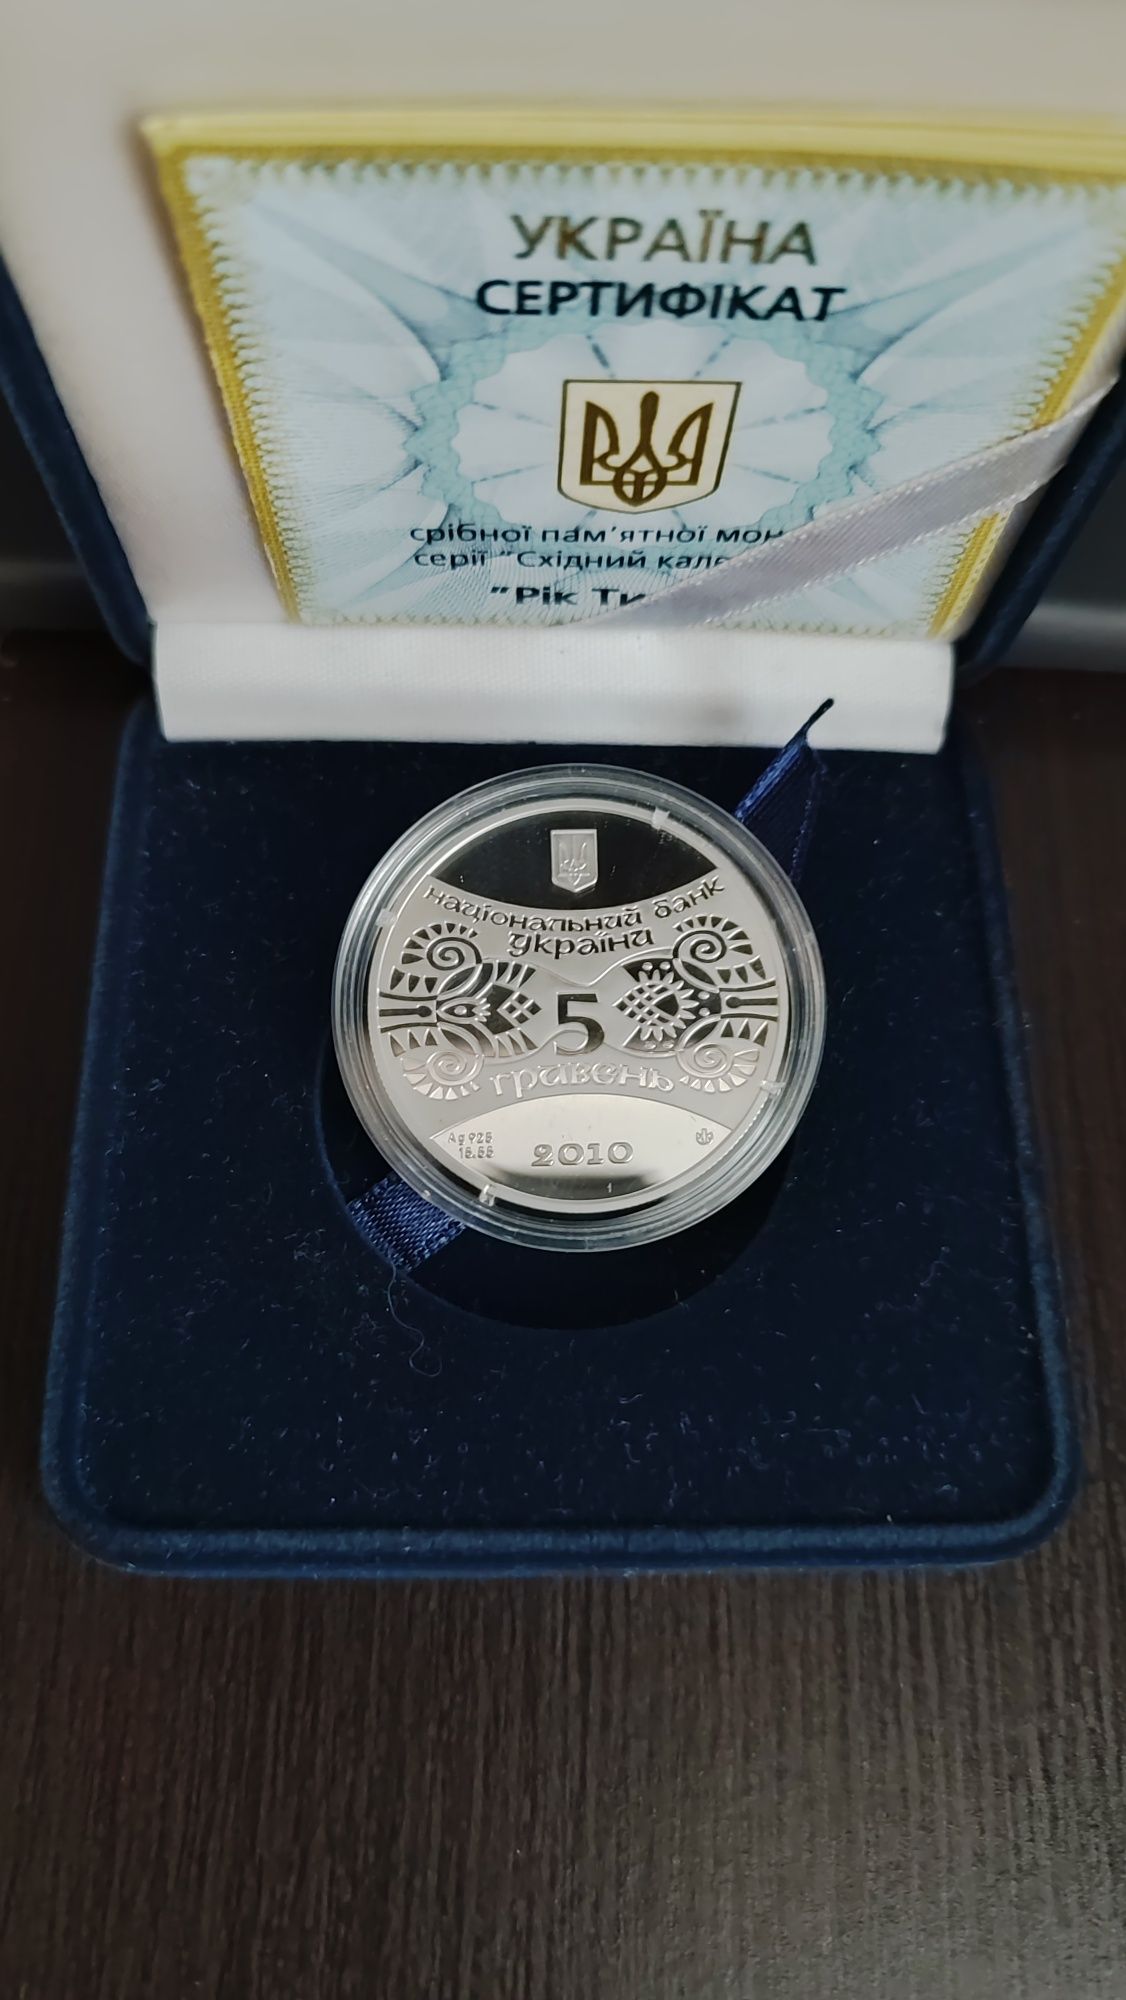 УКРАЇНА
СЕРТИФІКАТ
срібної пам'ятної мон
серії "Східний кале
"Рік Ти
національний банк
україни
5
гривень
Ag 925
15.55
2010